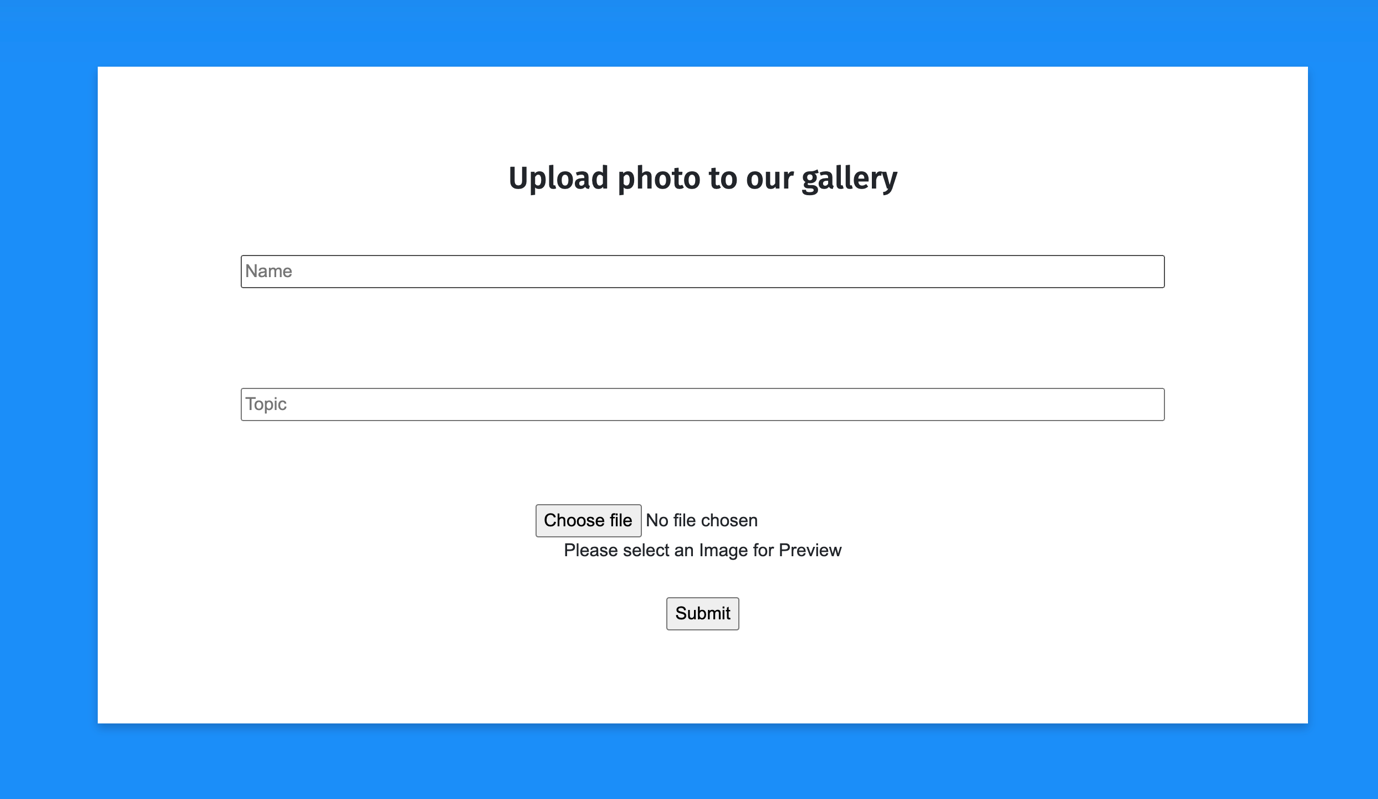 Upload photo to our gallery
Name
Topic
Choose file No file chosen
Please select an Image for Preview
Submit